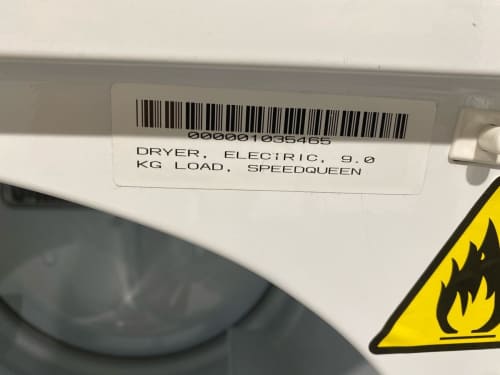 000001035465
DRYER, ELECTRIC, 9.0
KG LOAD, SPEEDQUEEN